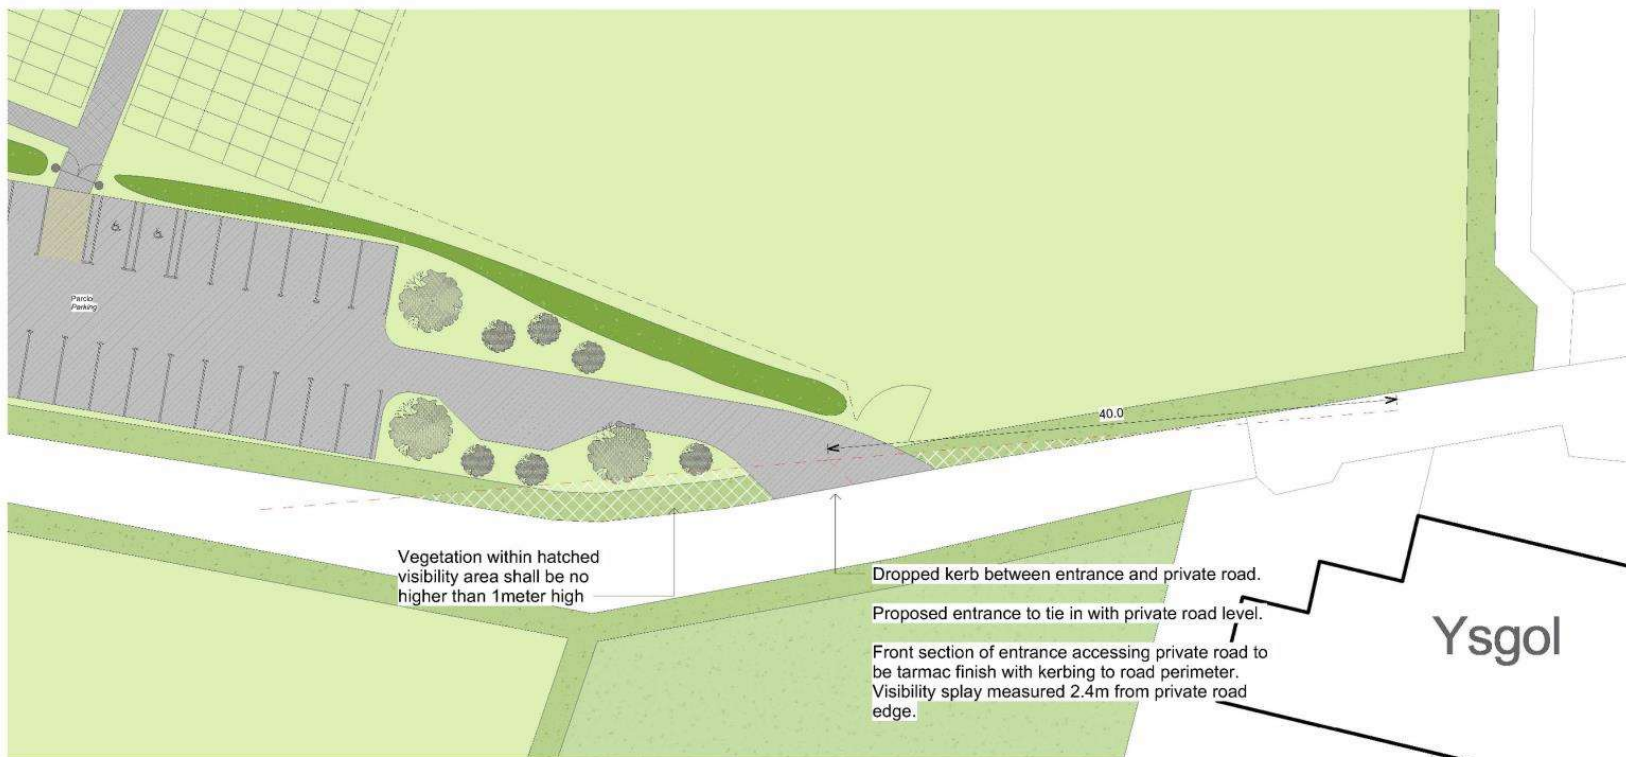 Parcio
Parking
40.0
Vegetation within hatched
visibility area shall be no
higher than 1meter high
Dropped kerb between entrance and private road.
Proposed entrance to tie in with private road level.
Front section of entrance accessing private road to
be tarmac finish with kerbing to road perimeter.
Visibility splay measured 2.4m from private road
edge.
Ysgol